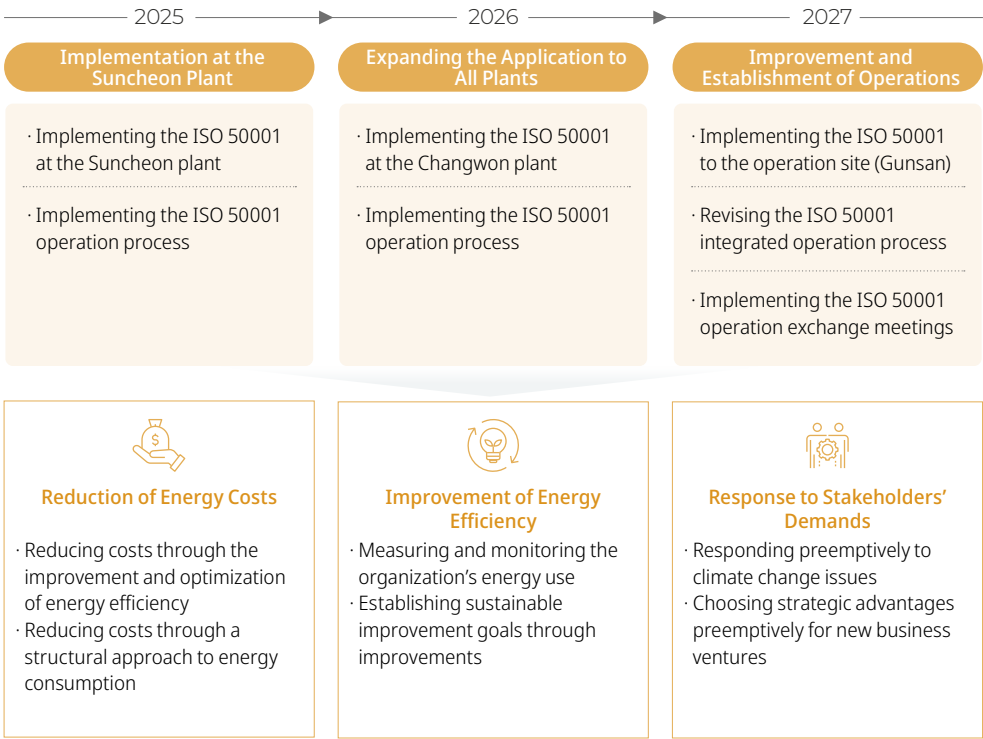 2025
2026
2027
Implementation at the
Suncheon Plant
Expanding the Application to
All Plants
Improvement and
Establishment of Operations
· Implementing the ISO 50001
at the Suncheon plant
· Implementing the ISO 50001
operation process
· Implementing the ISO 50001
at the Changwon plant
· Implementing the ISO 50001
operation process
· Implementing the ISO 50001
to the operation site (Gunsan)
· Revising the ISO 50001
integrated operation process
· Implementing the ISO 50001
operation exchange meetings
$
Reduction of Energy Costs
· Reducing costs through the
improvement and optimization
of energy efficiency
· Reducing costs through a
structural approach to energy
consumption
Improvement of Energy
Efficiency
· Measuring and monitoring the
organization’s energy use
· Establishing sustainable
improvement goals through
improvements
Response to Stakeholders’
Demands
· Responding preemptively to
climate change issues
· Choosing strategic advantages
preemptively for new business
ventures